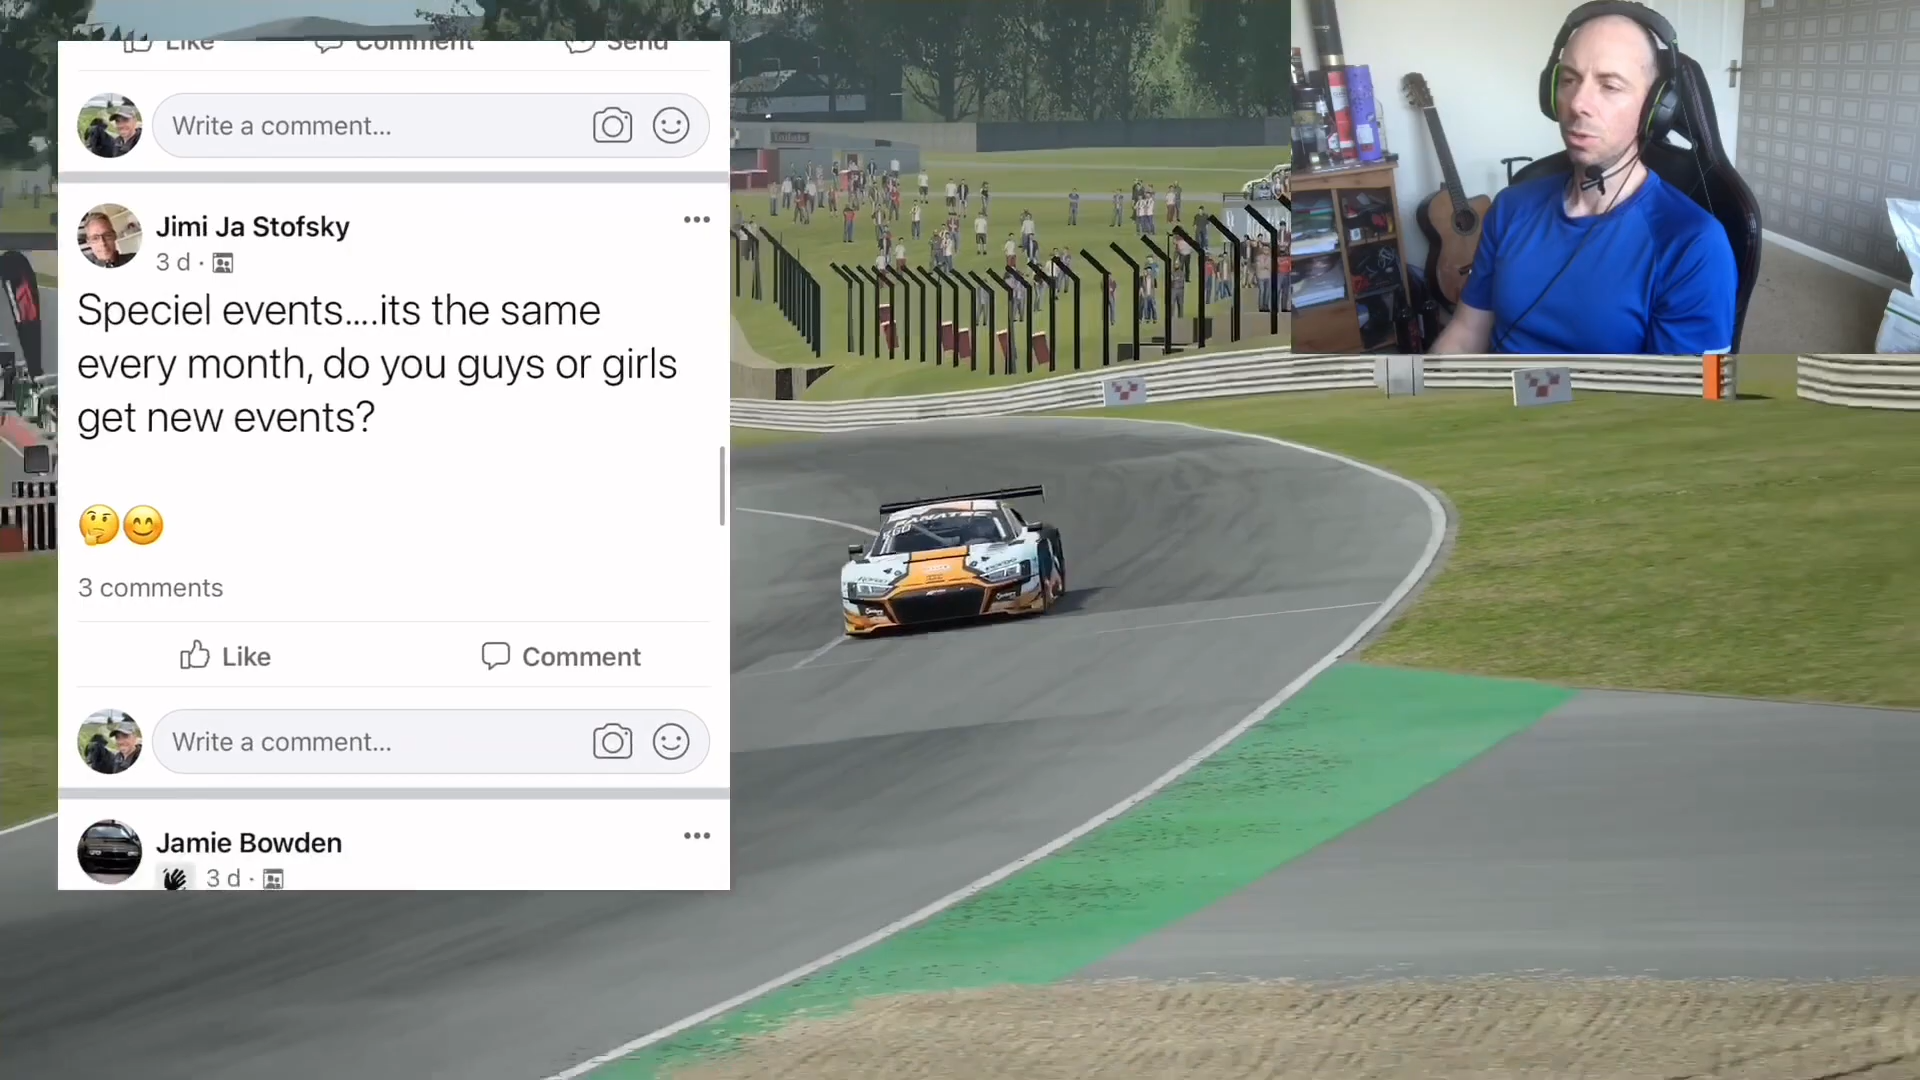 Like Comment Send
Write a comment...
Jimi Ja Stofsky
3 d ·
Speciel events....its the same
every month, do you guys or girls
get new events?
3 comments
Like Comment
Write a comment...
Jamie Bowden
3 d ·
FANATEC